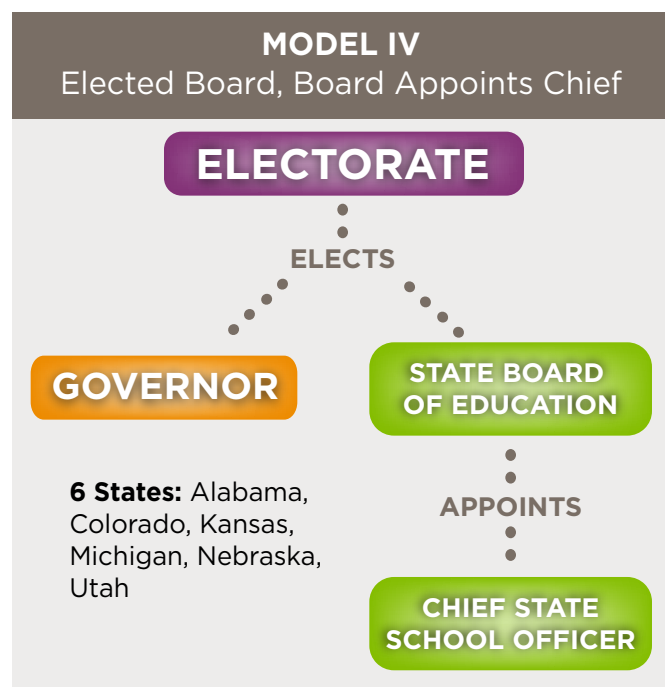 MODEL IV
Elected Board, Board Appoints Chief
ELECTORATE
ELECTS
GOVERNOR
STATE BOARD
OF EDUCATION
6 States: Alabama,
Colorado, Kansas,
Michigan, Nebraska,
Utah
APPOINTS
CHIEF STATE
SCHOOL OFFICER